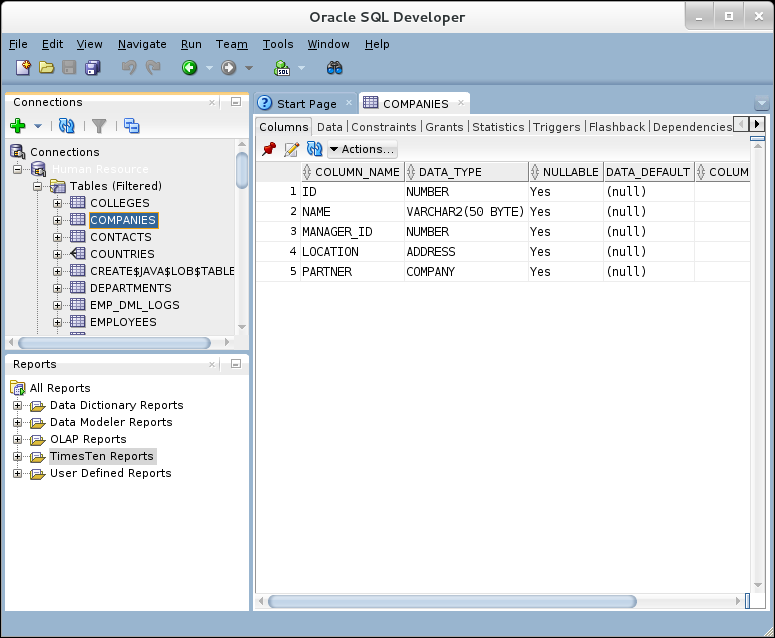 Oracle SQL Developer
File Edit View Navigate Run Team Tools Window Help
Connections
Connections
Human Resource
Tables (Filtered)
COLLEGES
COMPANIES
CONTACTS
COUNTRIES
CREATE$JAVA$LOB$TABLE
DEPARTMENTS
EMP_DML_LOGS
EMPLOYEES
Reports
All Reports
Data Dictionary Reports
Data Modeler Reports
OLAP Reports
TimesTen Reports
User Defined Reports
Start Page COMPANIES
Columns Data Constraints Grants Statistics Triggers Flashback Dependencies
Actions...
COLUMN_NAME DATA_TYPE NULLABLE DATA_DEFAULT COLUM
1 ID NUMBER Yes (null)
2 NAME VARCHAR2(50 BYTE) Yes (null)
3 MANAGER_ID NUMBER Yes (null)
4 LOCATION ADDRESS Yes (null)
5 PARTNER COMPANY Yes (null)